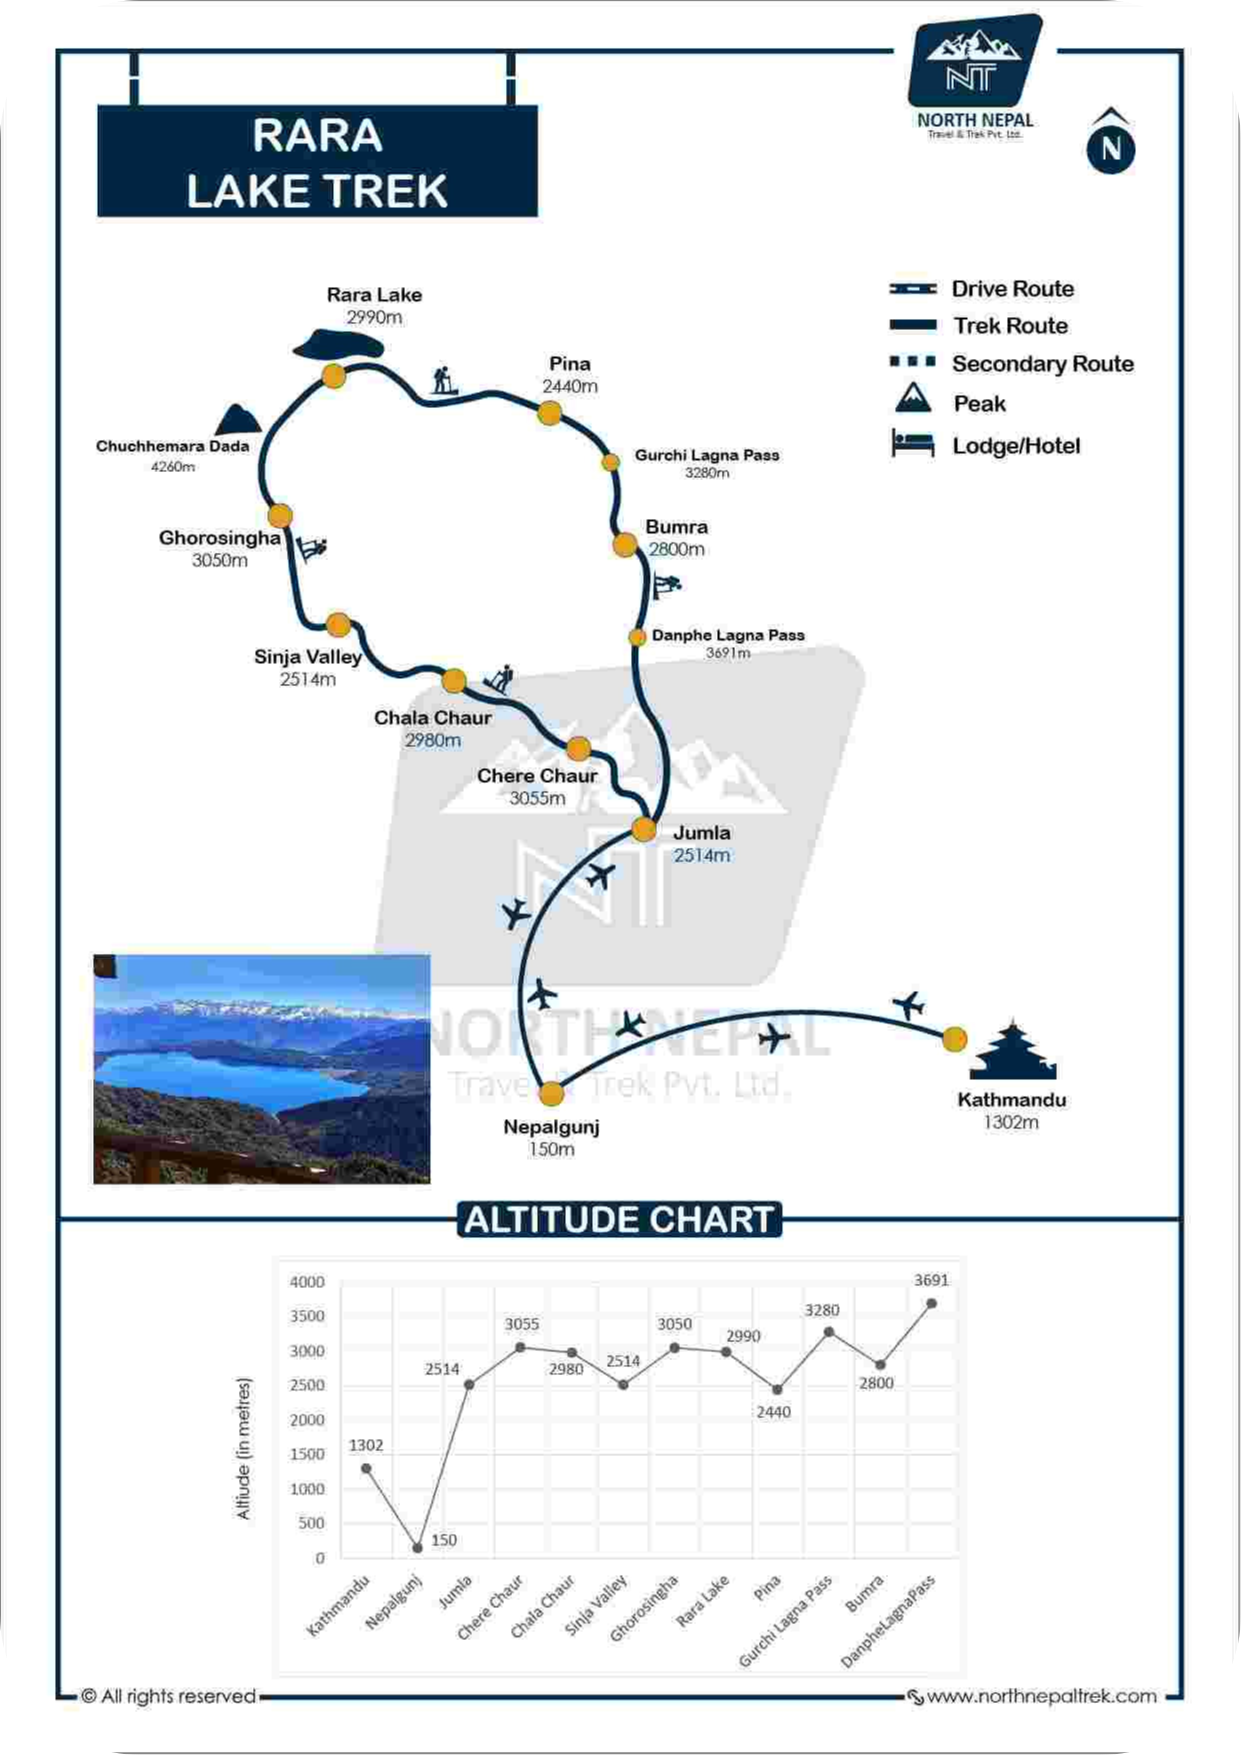 NT
NORTH NEPAL
Travel & Trek Pvt. Ltd.
N
RARA
LAKE TREK
Drive Route
Trek Route
Secondary Route
Peak
Lodge/Hotel
Rara Lake
2990m
Pina
2440m
Chuchhemara Dada
4260m
Gurchi Lagna Pass
3280m
Ghorosingha
3050m
Bumra
2800m
Sinja Valley
2514m
Danphe Lagna Pass
3691m
Chala Chaur
2980m
Chere Chaur
3055m
Jumla
2514m
NT
NORTH NEPAL
Travel & Trek Pvt. Ltd.
Nepalgunj
150m
Kathmandu
1302m
ALTITUDE CHART
Altiude (in metres)
4000
3500
3000
2500
2000
1500
1000
500
0
1302
150
2514
3055
2980
2514
3050
2990
2440
3280
2800
3691
Kathmandu
Nepalgunj
Jumla
Chere Chaur
Chala Chaur
Sinja Valley
Ghorosingha
Rara Lake
Pina
Gurchi Lagna Pass
Bumra
DanpheLagnaPass
© All rights reserved
www.northnepaltrek.com